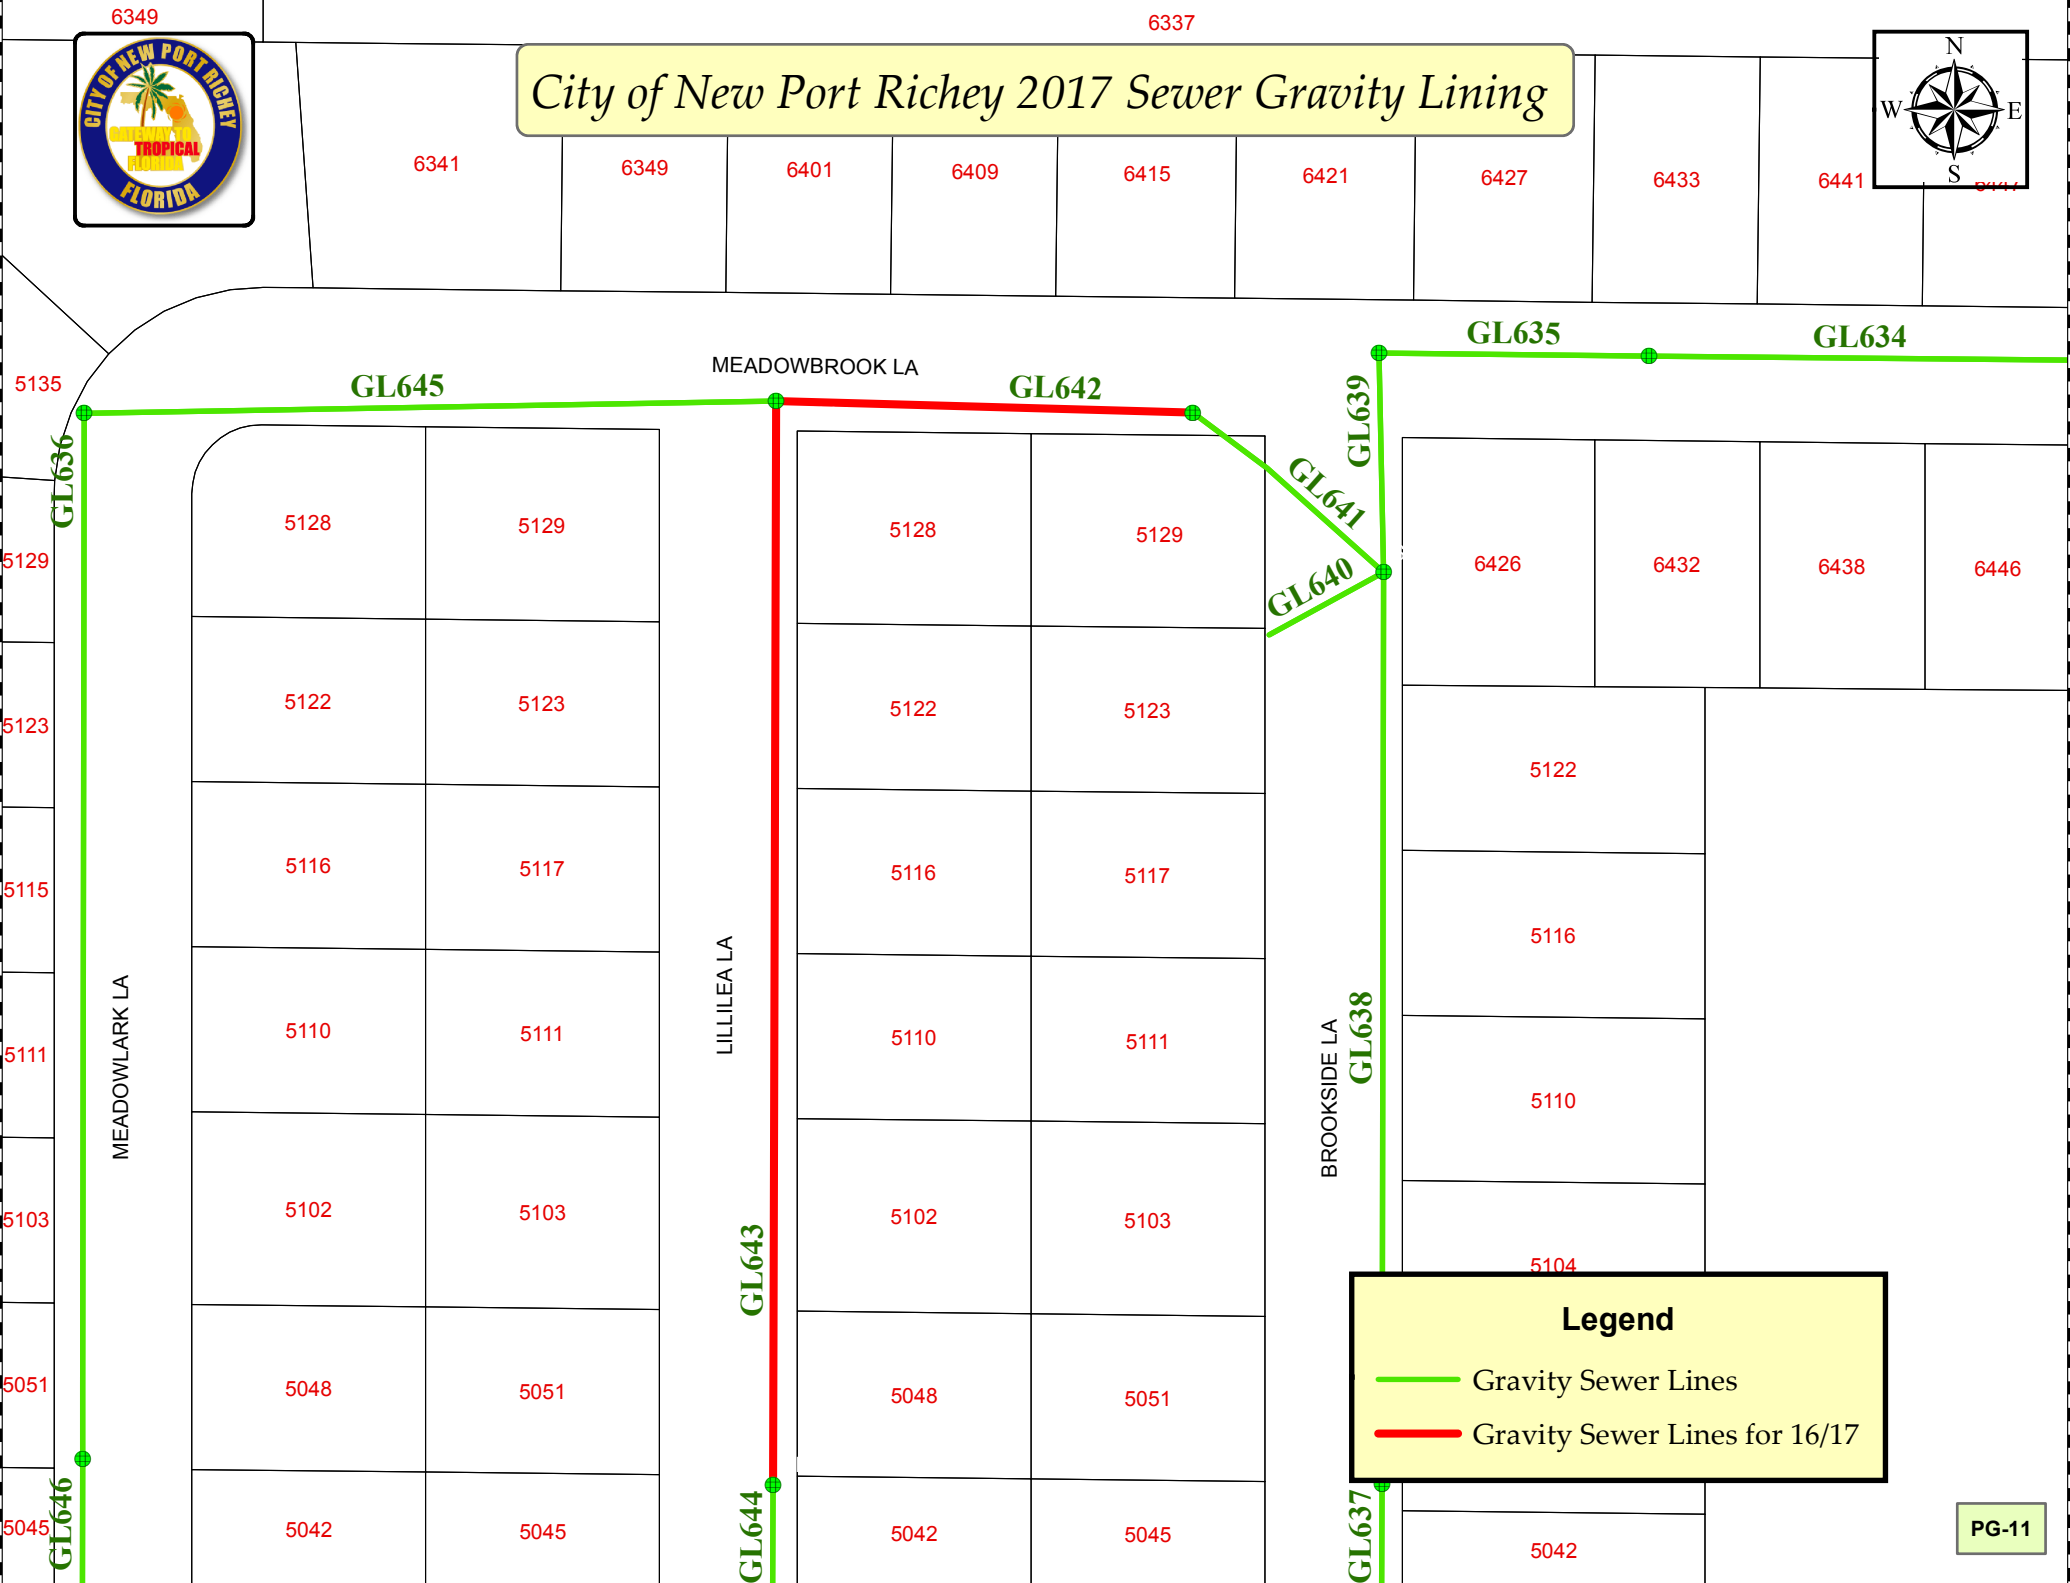 6349
6337
CITY OF NEW PORT RICHEY
GATEWAY TO
TROPICAL
FLORIDA
FLORIDA
City of New Port Richey 2017 Sewer Gravity Lining
N
W
E
S
6341
6349
6401
6409
6415
6421
6427
6433
6441
GL635
GL634
MEADOWBROOK LA
5135
GL645
GL642
GL639
GL636
GL641
GL640
5128
5129
5128
5129
5129
6426
6432
6438
6446
5122
5123
5122
5123
5123
5122
5116
5117
5116
5117
5115
5116
MEADOWLARK LA
LILLILEA LA
BROOKSIDE LA
GL638
5110
5111
5110
5111
5111
5110
5102
5103
5102
5103
5103
5104
GL643
Legend
Gravity Sewer Lines
Gravity Sewer Lines for 16/17
5051
5048
5051
5048
5051
GL646
GL644
GL637
5045
5042
5045
5042
5045
5042
PG-11